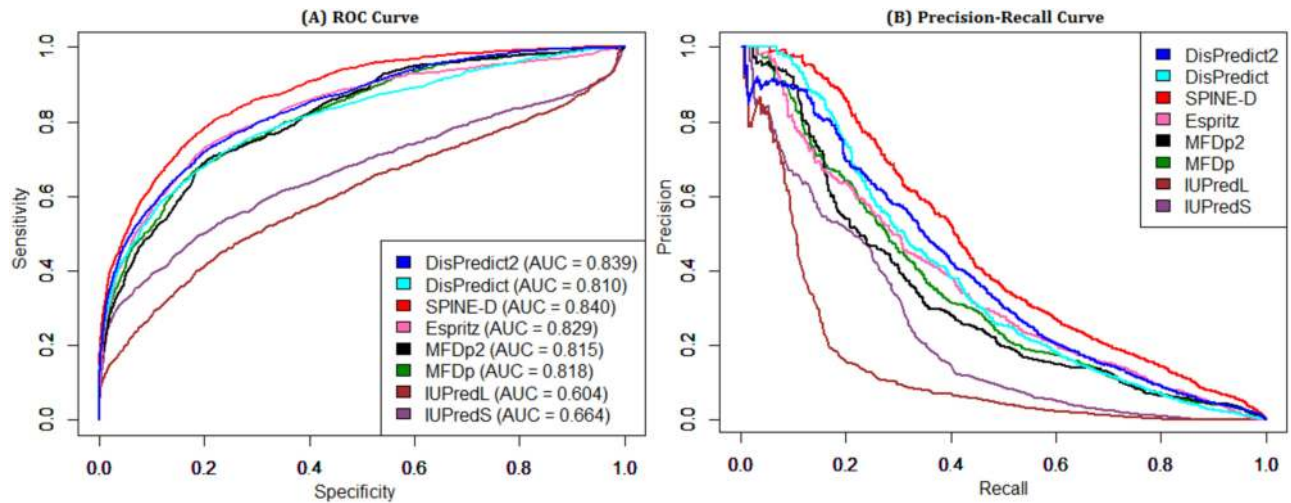 (A) ROC Curve
Sensitivity
1.0
0.8
0.6
0.4
0.2
0.0
DisPredict2 (AUC = 0.839)
DisPredict (AUC = 0.810)
SPINE-D (AUC = 0.840)
Espritz (AUC = 0.829)
MFDp2 (AUC = 0.815)
MFDp (AUC = 0.818)
IUPredL (AUC = 0.604)
IUPredS (AUC = 0.664)
0.0 0.2 0.4 0.6 0.8 1.0
Specificity
(B) Precision-Recall Curve
Precision
1.0
0.8
0.6
0.4
0.2
0.0
DisPredict2
DisPredict
SPINE-D
Espritz
MFDp2
MFDp
IUPredL
IUPredS
0.0 0.2 0.4 0.6 0.8 1.0
Recall